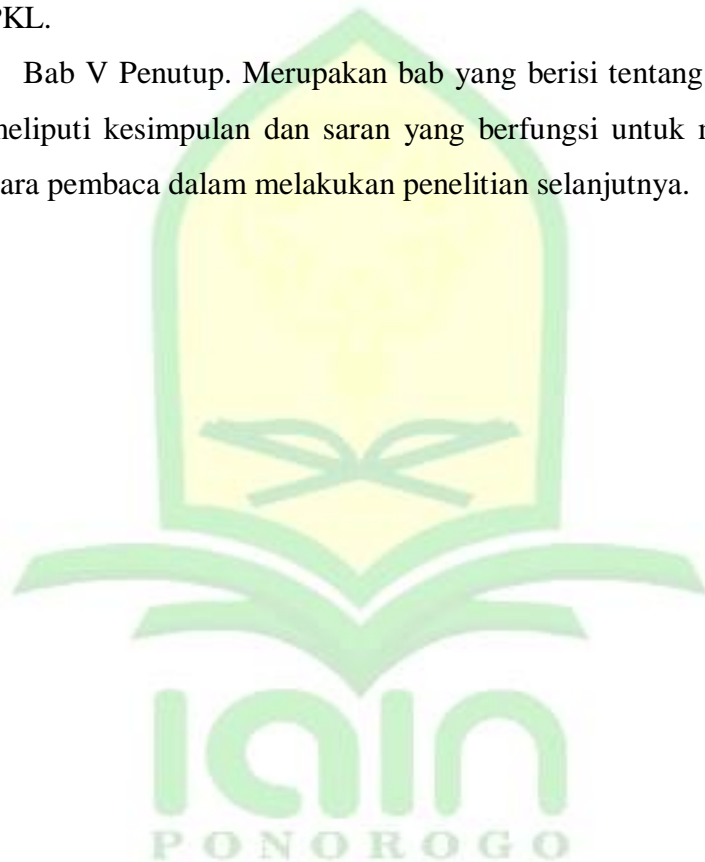 PKL.
Bab V Penutup. Merupakan bab yang berisi tentang
meliputi kesimpulan dan saran yang berfungsi untuk
para pembaca dalam melakukan penelitian selanjutnya.
iain
PONOROGO